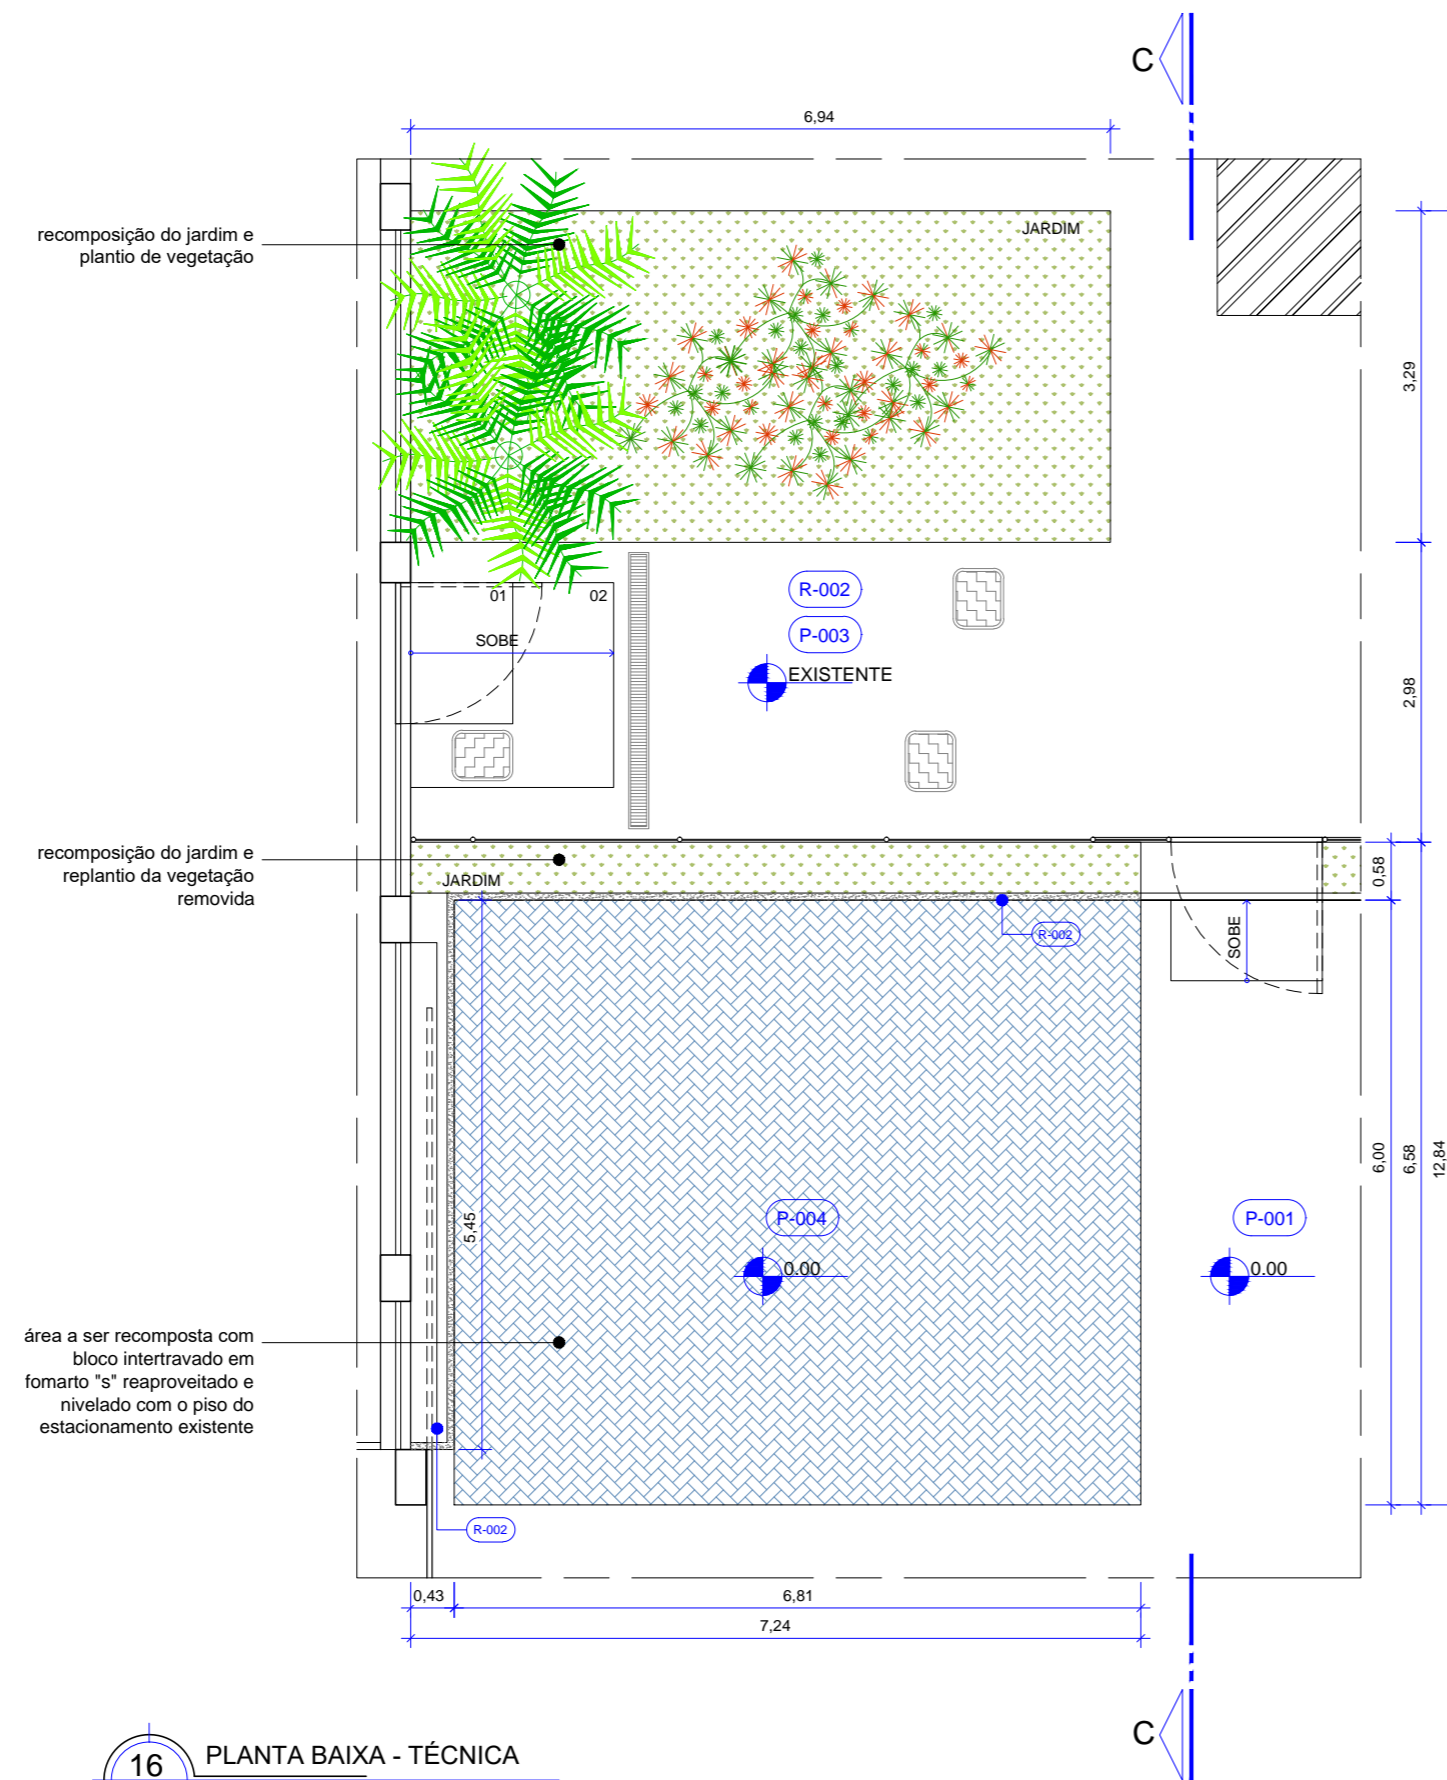 C
6,94
recomposição do jardim e
plantio de vegetação
JARDIM
3,29
01
02
SOBE
R-002
P-003
EXISTENTE
2,98
recomposição do jardim e
replantio da vegetação
removida
JARDIM
0,58
R-002
SOBE
5,45
P-004
0.00
P-001
0.00
6,00
6,58
12,84
área a ser recomposta com
bloco intertravado em
fomarto "s" reaproveitado e
nivelado com o piso do
estacionamento existente
R-002
0,43
6,81
7,24
C
16
PLANTA BAIXA - TÉCNICA